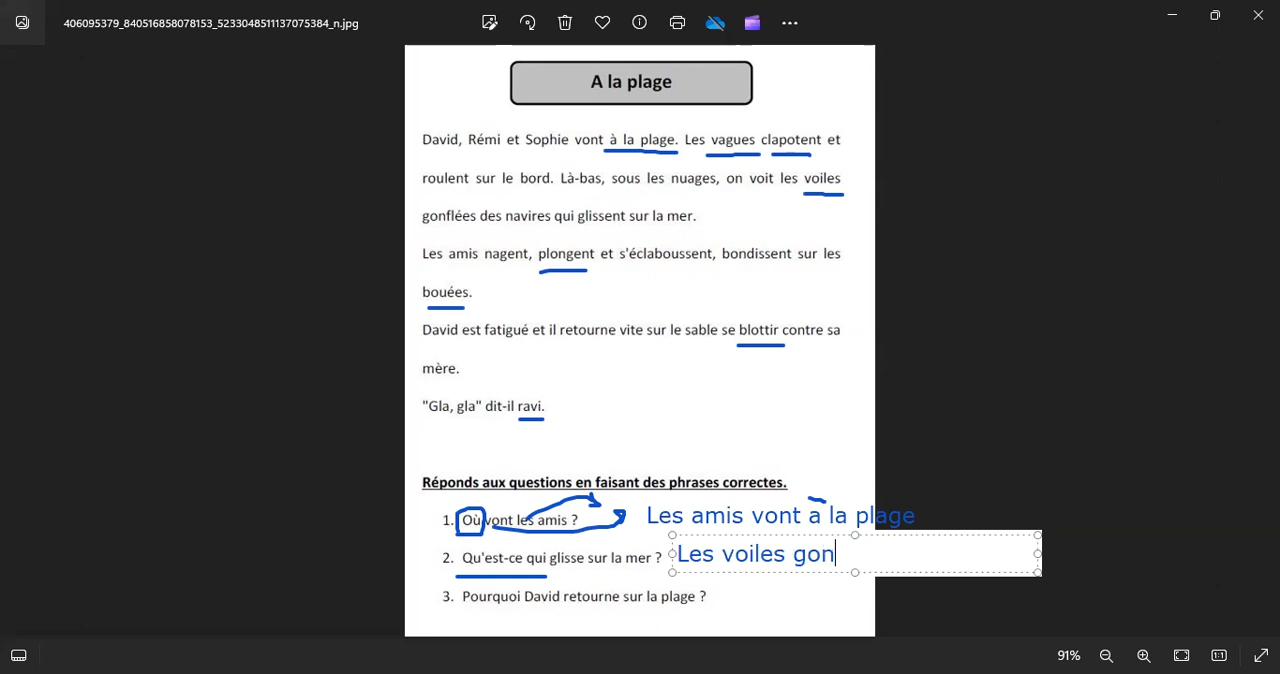 406095379_840516858078153_5233048511137075384_n.jpg
A la plage
David, Rémi et Sophie vont à la plage. Les vagues clapotent et
roulent sur le bord. Là-bas, sous les nuages, on voit les voiles
gonflées des navires qui glissent sur la mer.
Les amis nagent, plongent et s'éclaboussent, bondissent sur les
bouées.
David est fatigué et il retourne vite sur le sable se blottir contre sa
mère.
"Gla, gla" dit-il ravi.
Réponds aux questions en faisant des phrases correctes.
1. Où vont les amis ? Les amis vont a la plage
2. Qu'est-ce qui glisse sur la mer ? Les voiles gon
3. Pourquoi David retourne sur la plage ?
91%